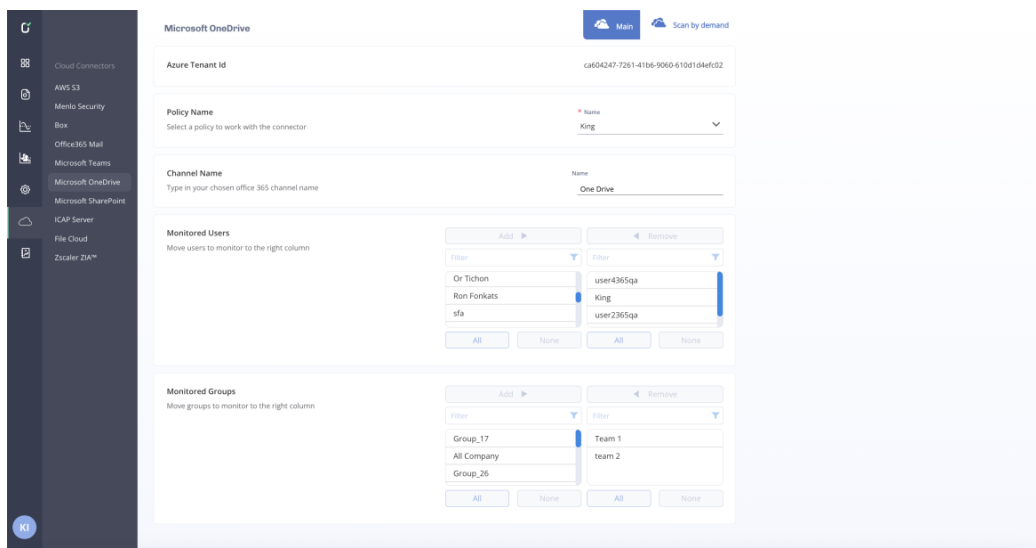 Microsoft OneDrive
Main
Scan by demand
Cloud Connectors
AWS S3
Menlo Security
Box
Office365 Mail
Microsoft Teams
Microsoft OneDrive
Microsoft SharePoint
ICAP Server
File Cloud
Zscaler ZIA™
KI
Azure Tenant Id
ca604247-7261-41b6-9060-610d1d4efc02
Policy Name
Select a policy to work with the connector
* Name
King
Channel Name
Type in your chosen office 365 channel name
Name
One Drive
Monitored Users
Move users to monitor to the right column
Add
Remove
Filter
Filter
Or Tichon
Ron Fonkats
sfa
user4365qa
King
user2365qa
All
None
All
None
Monitored Groups
Move groups to monitor to the right column
Add
Remove
Filter
Filter
Group_17
All Company
Group_26
Team 1
team 2
All
None
All
None